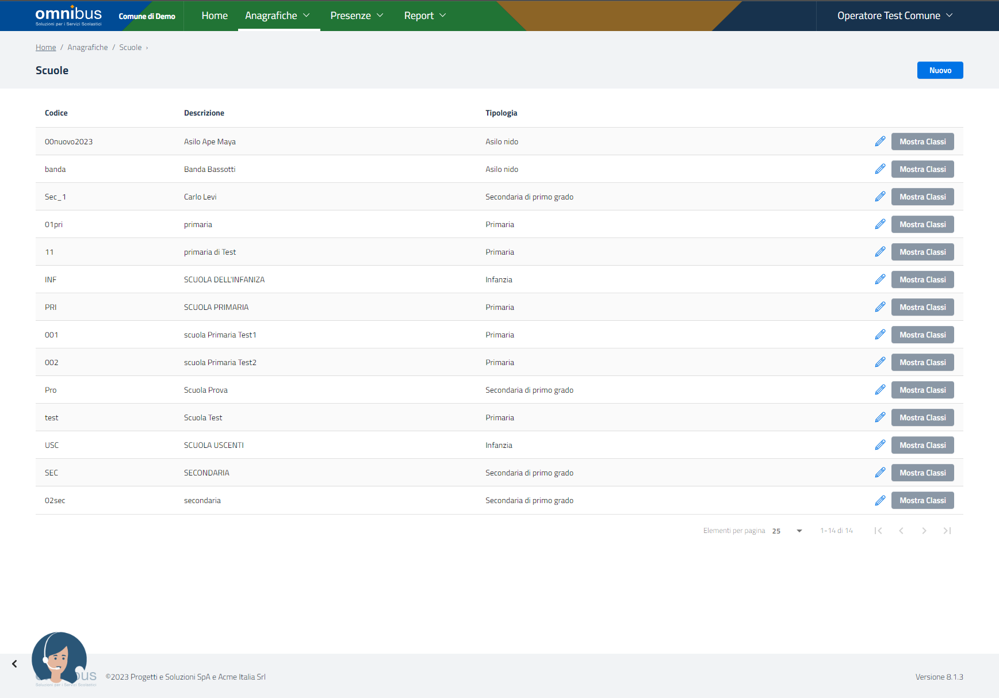 omnibus
Soluzioni per i Servizi Scolastici
Comune di Demo
Home Anagrafiche Presenze Report
Operatore Test Comune
Home / Anagrafiche / Scuole ›
Scuole
Nuovo
Codice Descrizione Tipologia
00nuovo2023 Asilo Ape Maya Asilo nido Mostra Classi
banda Banda Bassotti Asilo nido Mostra Classi
Sec_1 Carlo Levi Secondaria di primo grado Mostra Classi
01pri primaria Primaria Mostra Classi
11 primaria di Test Primaria Mostra Classi
INF SCUOLA DELL'INFANIZA Infanzia Mostra Classi
PRI SCUOLA PRIMARIA Primaria Mostra Classi
001 scuola Primaria Test1 Primaria Mostra Classi
002 scuola Primaria Test2 Primaria Mostra Classi
Pro Scuola Prova Secondaria di primo grado Mostra Classi
test Scuola Test Primaria Mostra Classi
USC SCUOLA USCENTI Infanzia Mostra Classi
SEC SECONDARIA Secondaria di primo grado Mostra Classi
02sec secondaria Secondaria di primo grado Mostra Classi
Elementi per pagina 25 1-14 di 14
Soluzioni per i Servizi Scolastici
©2023 Progetti e Soluzioni SpA e Acme Italia Srl
Versione 8.1.3